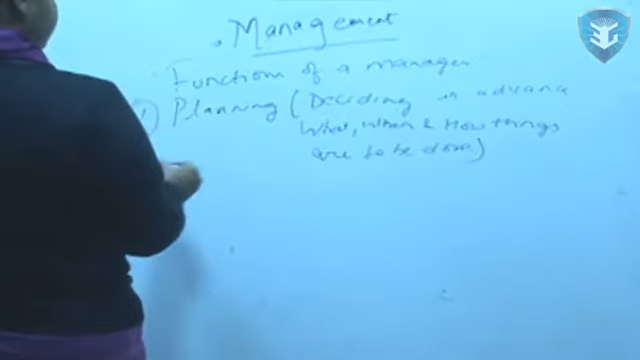 Management
Function of a manager
1) Planning (Deciding in advance
What, When & How things
are to be done)